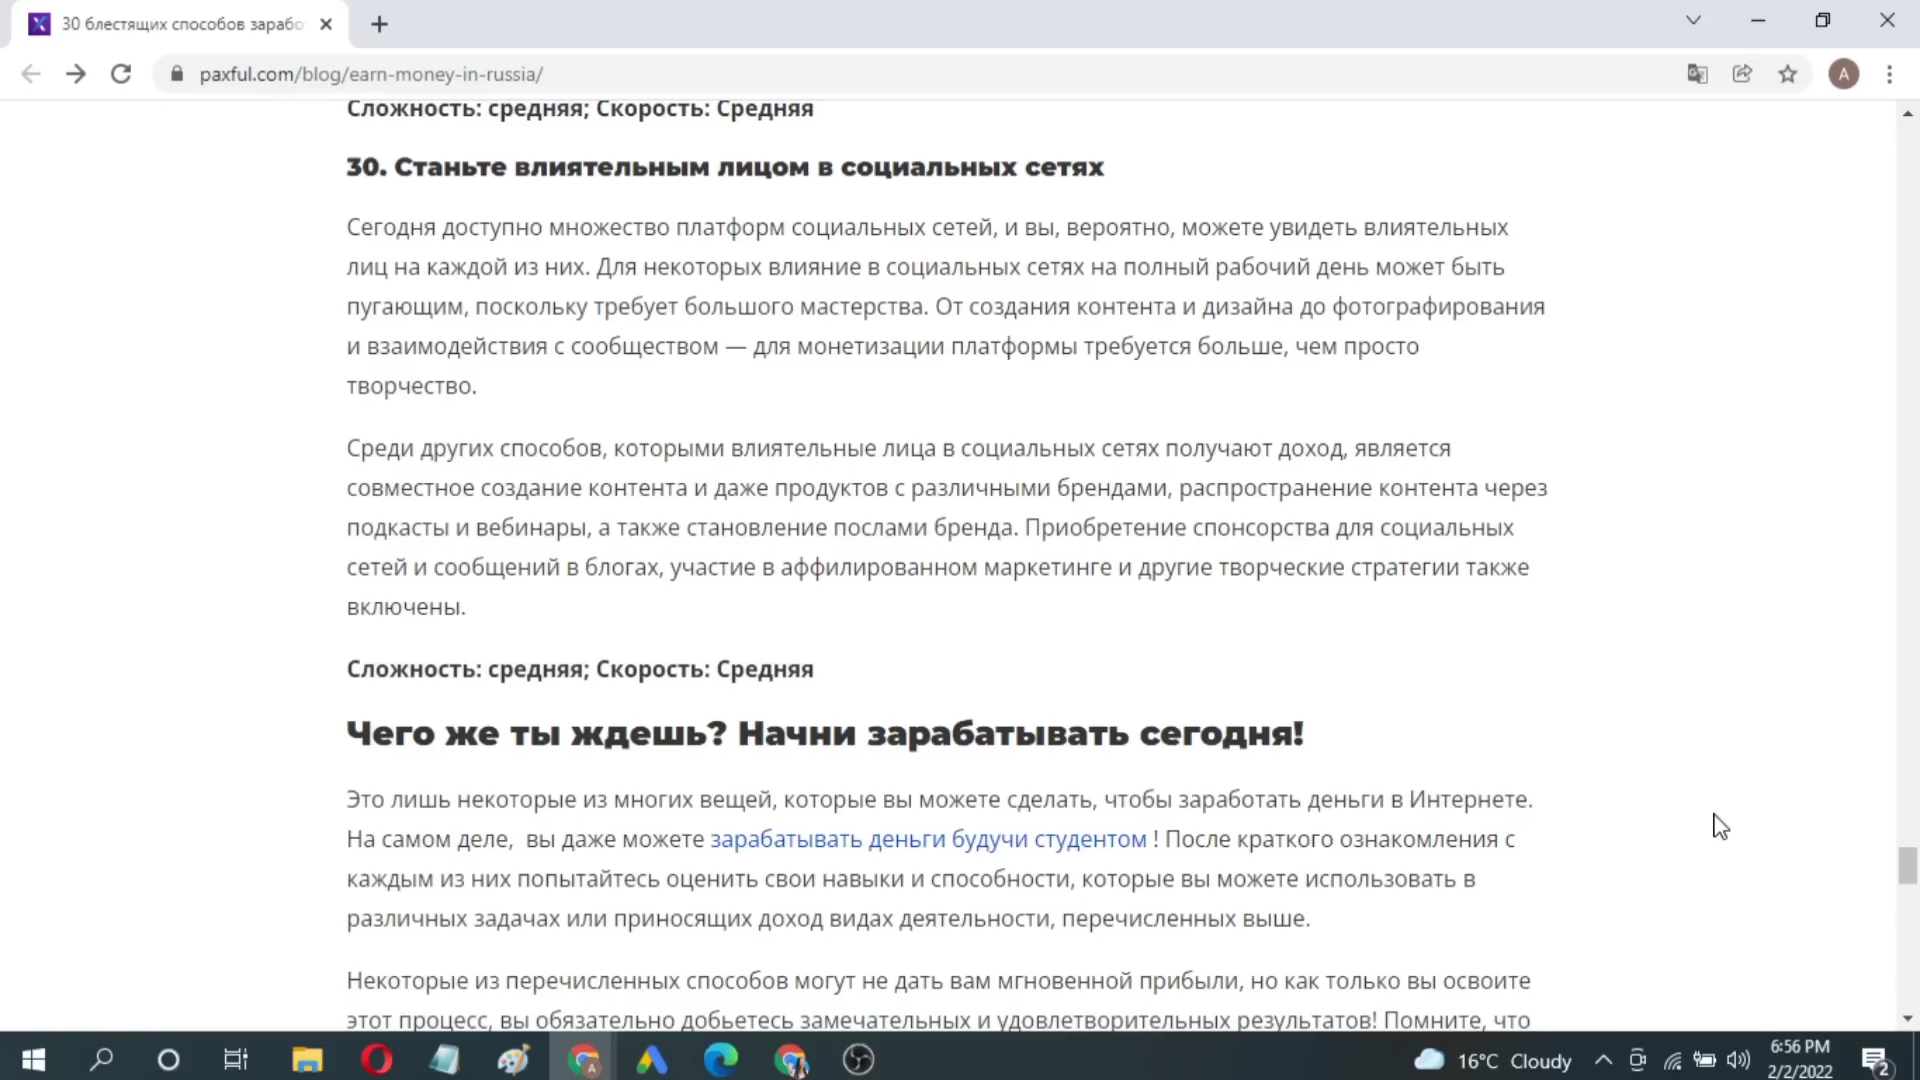 30 блестящих способов зарабо
paxful.com/blog/earn-money-in-russia/
A
Сложность: средняя; Скорость: Средняя
30. Станьте влиятельным лицом в социальных сетях
Сегодня доступно множество платформ социальных сетей, и вы, вероятно, можете увидеть влиятельных
лиц на каждой из них. Для некоторых влияние в социальных сетях на полный рабочий день может быть
пугающим, поскольку требует большого мастерства. От создания контента и дизайна до фотографирования
и взаимодействия с сообществом — для монетизации платформы требуется больше, чем просто
творчество.
Среди других способов, которыми влиятельные лица в социальных сетях получают доход, является
совместное создание контента и даже продуктов с различными брендами, распространение контента через
подкасты и вебинары, а также становление послами бренда. Приобретение спонсорства для социальных
сетей и сообщений в блогах, участие в аффилированном маркетинге и другие творческие стратегии также
включены.
Сложность: средняя; Скорость: Средняя
Чего же ты ждешь? Начни зарабатывать сегодня!
Это лишь некоторые из многих вещей, которые вы можете сделать, чтобы заработать деньги в Интернете.
На самом деле,  вы даже можете зарабатывать деньги будучи студентом ! После краткого ознакомления с
каждым из них попытайтесь оценить свои навыки и способности, которые вы можете использовать в
различных задачах или приносящих доход видах деятельности, перечисленных выше.
Некоторые из перечисленных способов могут не дать вам мгновенной прибыли, но как только вы освоите
этот процесс, вы обязательно добьетесь замечательных и удовлетворительных результатов! Помните, что
16°C Cloudy
6:56 PM
2/2/2022
2